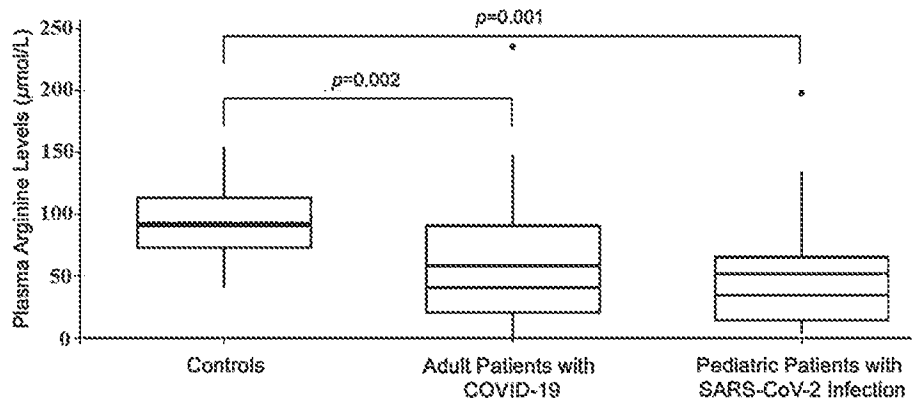 p=0.001
250
p=0.002
200
150
100
50
0
Plasma Arginine Levels (μmol/L)
Controls
Adult Patients with
COVID-19
Pediatric Patients with
SARS-CoV-2 Infection